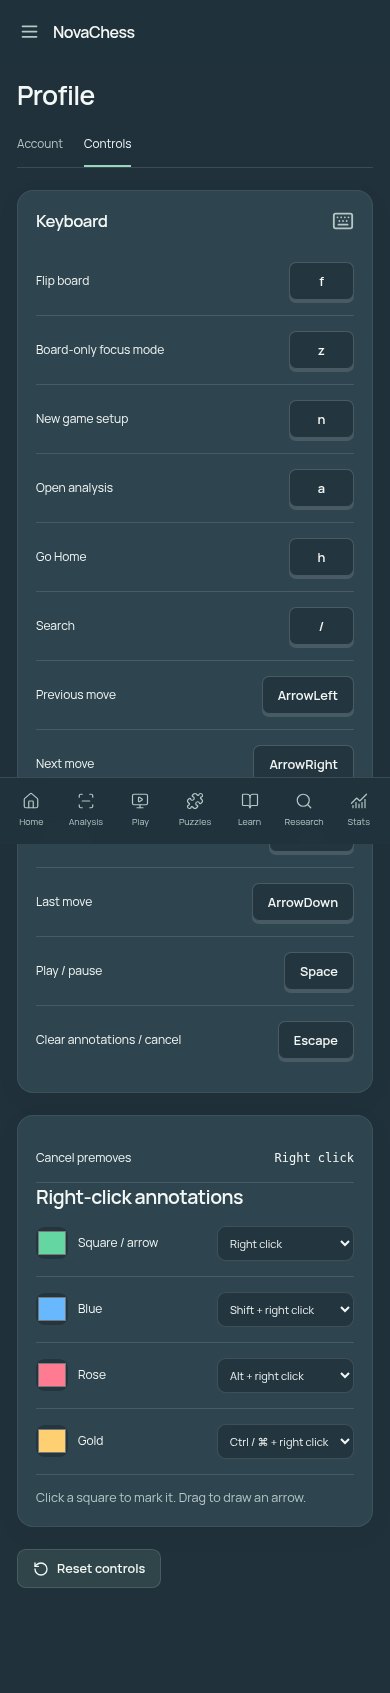 NovaChess
Profile
Account Controls
Keyboard
Flip board f
Board-only focus mode z
New game setup n
Open analysis a
Go Home h
Search /
Previous move ArrowLeft
Next move ArrowRight
Home Analysis Play Puzzles Learn Research Stats
Last move ArrowDown
Play / pause Space
Clear annotations / cancel Escape
Cancel premoves Right click
Right-click annotations
Square / arrow Right click
Blue Shift + right click
Rose Alt + right click
Gold Ctrl / ⌘ + right click
Click a square to mark it. Drag to draw an arrow.
Reset controls